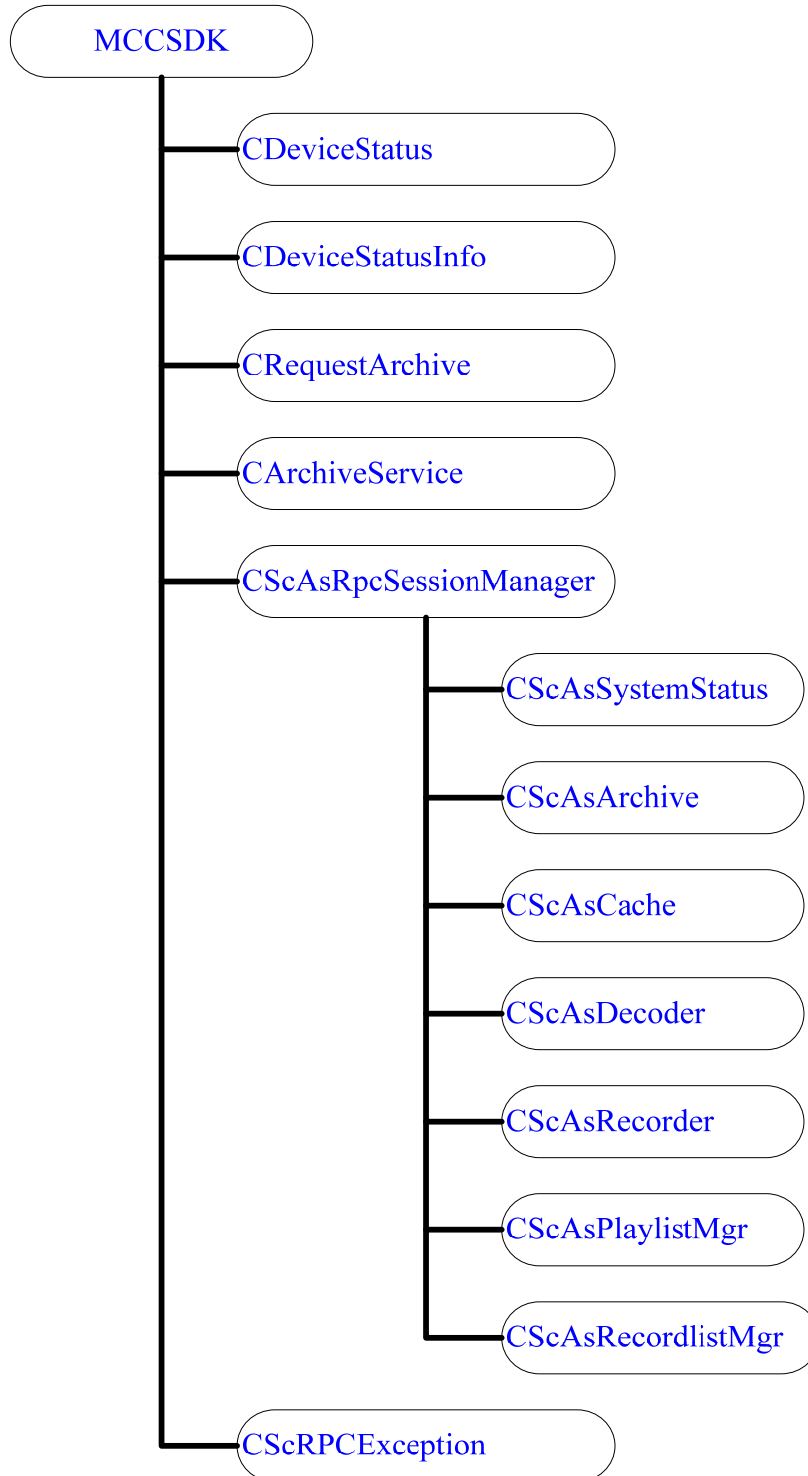 MCCSDK
CDeviceStatus
CDeviceStatusInfo
CRequestArchive
CArchiveService
CScAsRpcSessionManager
CScAsSystemStatus
CScAsArchive
CScAsCache
CScAsDecoder
CScAsRecorder
CScAsPlaylistMgr
CScAsRecordlistMgr
CScRPCException